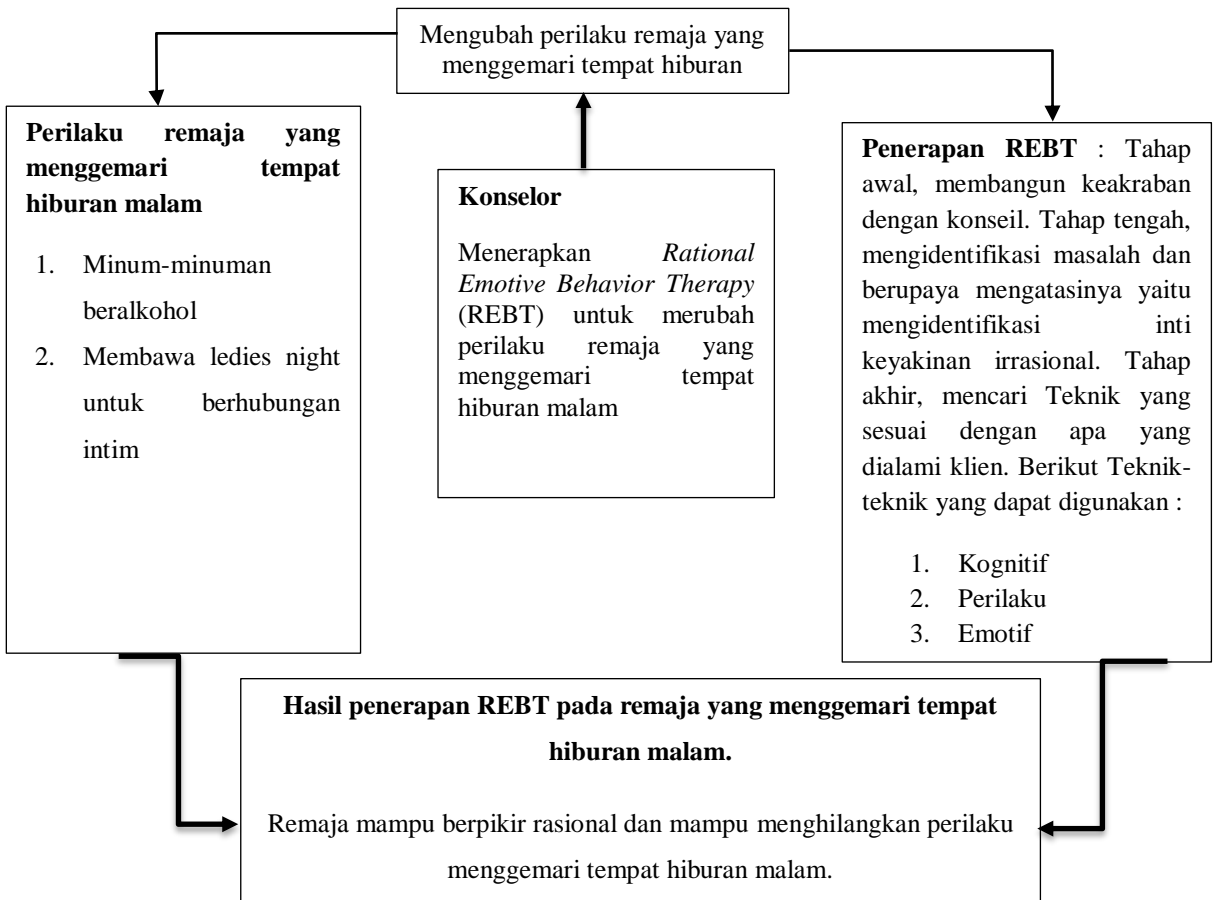 Mengubah perilaku remaja yang
menggemari tempat hiburan
Perilaku remaja yang
menggemari tempat
hiburan malam
1. Minum-minuman
beralkohol
2. Membawa ledies night
untuk berhubungan
intim
Konselor
Menerapkan Rational
Emotive Behavior Therapy
(REBT) untuk merubah
perilaku remaja yang
menggemari tempat
hiburan malam
Penerapan REBT : Tahap
awal, membangun keakraban
dengan konseil. Tahap tengah,
mengidentifikasi masalah dan
berupaya mengatasinya yaitu
mengidentifikasi inti
keyakinan irrasional. Tahap
akhir, mencari Teknik yang
sesuai dengan apa yang
dialami klien. Berikut Teknik-
teknik yang dapat digunakan :
1. Kognitif
2. Perilaku
3. Emotif
Hasil penerapan REBT pada remaja yang menggemari tempat
hiburan malam.
Remaja mampu berpikir rasional dan mampu menghilangkan perilaku
menggemari tempat hiburan malam.